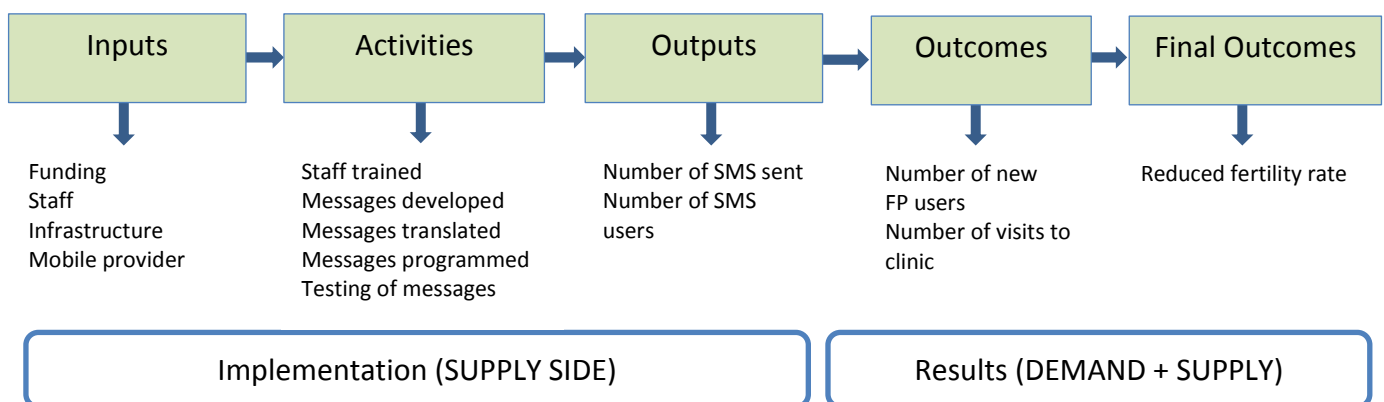 Inputs
Activities
Outputs
Outcomes
Final Outcomes
Funding
Staff
Infrastructure
Mobile provider
Staff trained
Messages developed
Messages translated
Messages programmed
Testing of messages
Number of SMS sent
Number of SMS
users
Number of new
FP users
Number of visits to
clinic
Reduced fertility rate
Implementation (SUPPLY SIDE)
Results (DEMAND + SUPPLY)